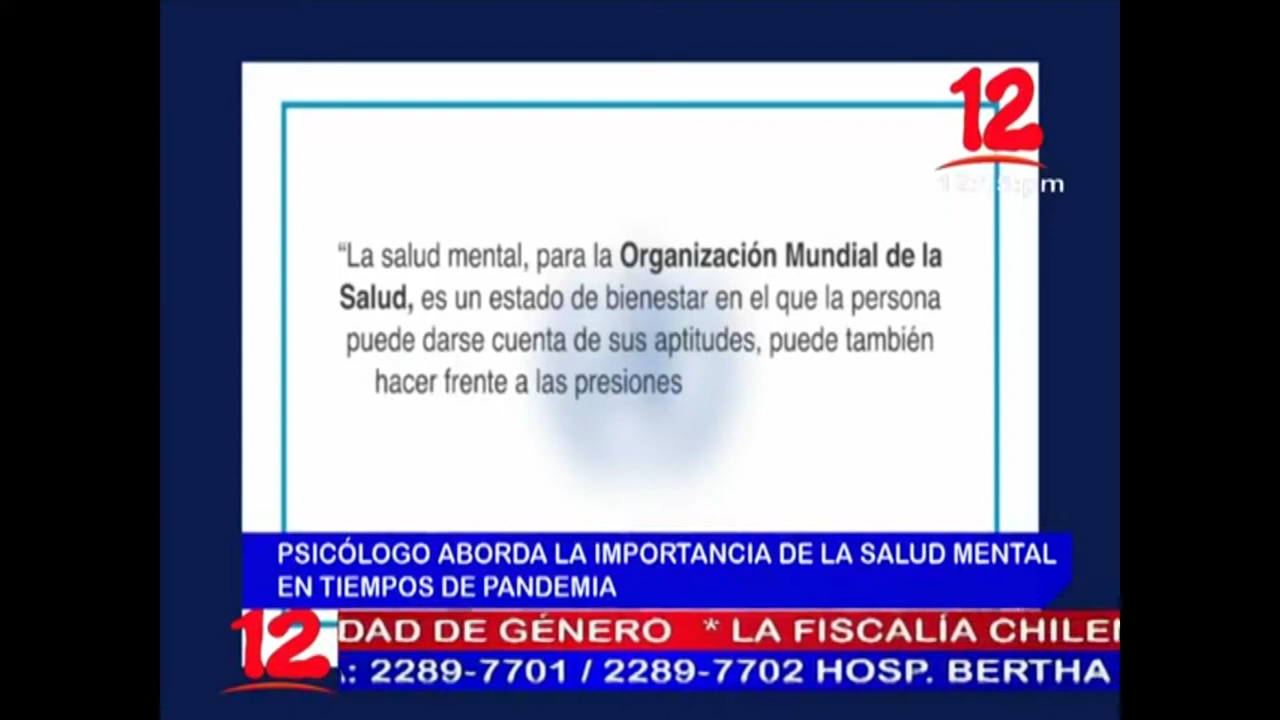 12
“La salud mental, para la Organización Mundial de la
Salud, es un estado de bienestar en el que la persona
puede darse cuenta de sus aptitudes, puede también
hacer frente a las presiones
PSICÓLOGO ABORDA LA IMPORTANCIA DE LA SALUD MENTAL
EN TIEMPOS DE PANDEMIA
12
DAD DE GÉNERO * LA FISCALÍA CHILE
: 2289-7701 / 2289-7702 HOSP. BERTHA